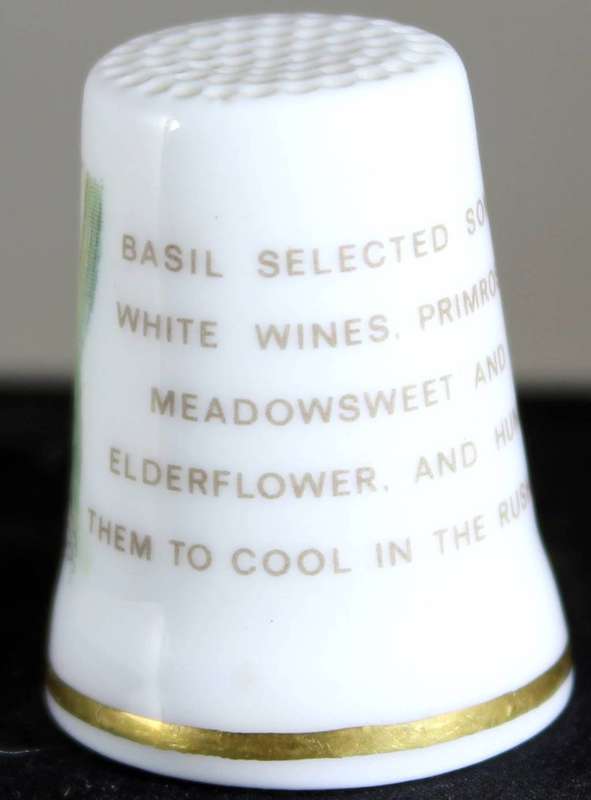 BASIL SELECTED
WHITE WINES.
MEADOWSWEET AND
ELDERFLOWER. AND
THEM TO COOL IN THE